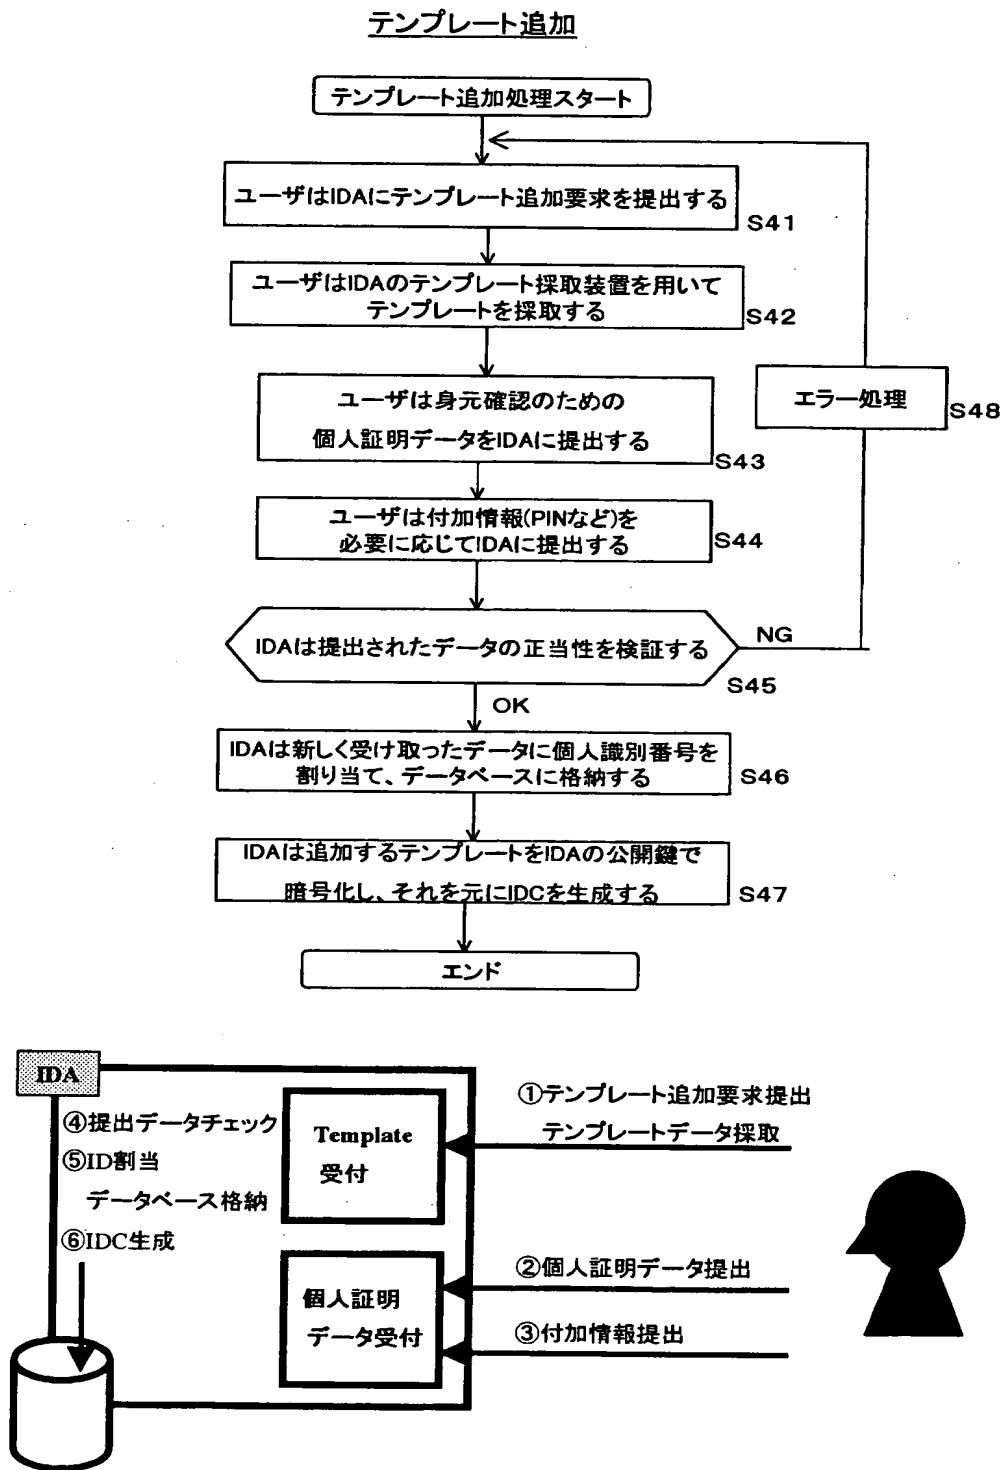 テンプレート追加
テンプレート追加処理スタート
ユーザはIDAにテンプレート追加要求を提出する
S41
ユーザはIDAのテンプレート採取装置を用いて
テンプレートを採取する
S42
ユーザは身元確認のための
個人証明データをIDAに提出する
S43
エラー処理
S48
ユーザは付加情報(PINなど)を
必要に応じてIDAに提出する
S44
IDAは提出されたデータの正当性を検証する
NG
S45
OK
IDAは新しく受け取ったデータに個人識別番号を
割り当て、データベースに格納する
S46
IDAは追加するテンプレートをIDAの公開鍵で
暗号化し、それを元にIDCを生成する
S47
エンド
IDA
④提出データチェック
⑤ID割当
データベース格納
⑥IDC生成
Template
受付
①テンプレート追加要求提出
テンプレートデータ採取
個人証明
データ受付
②個人証明データ提出
③付加情報提出